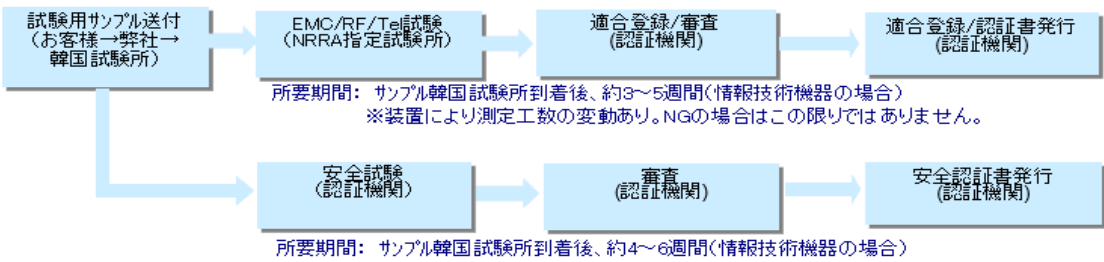 試験用サンプル送付
（お客様→弊社→
韓国試験所）
EMC/RF/Tel試験
（NRRA指定試験所）
適合登録/審査
(認証機関)
適合登録/認証書発行
(認証機関)
所要期間： サンプル韓国試験所到着後、約3～5週間（情報技術機器の場合）
※装置により測定工数の変動あり。NGの場合はこの限りではありません。
安全試験
（認証機関）
審査
(認証機関)
安全認証書発行
(認証機関)
所要期間： サンプル韓国試験所到着後、約4～6週間（情報技術機器の場合）